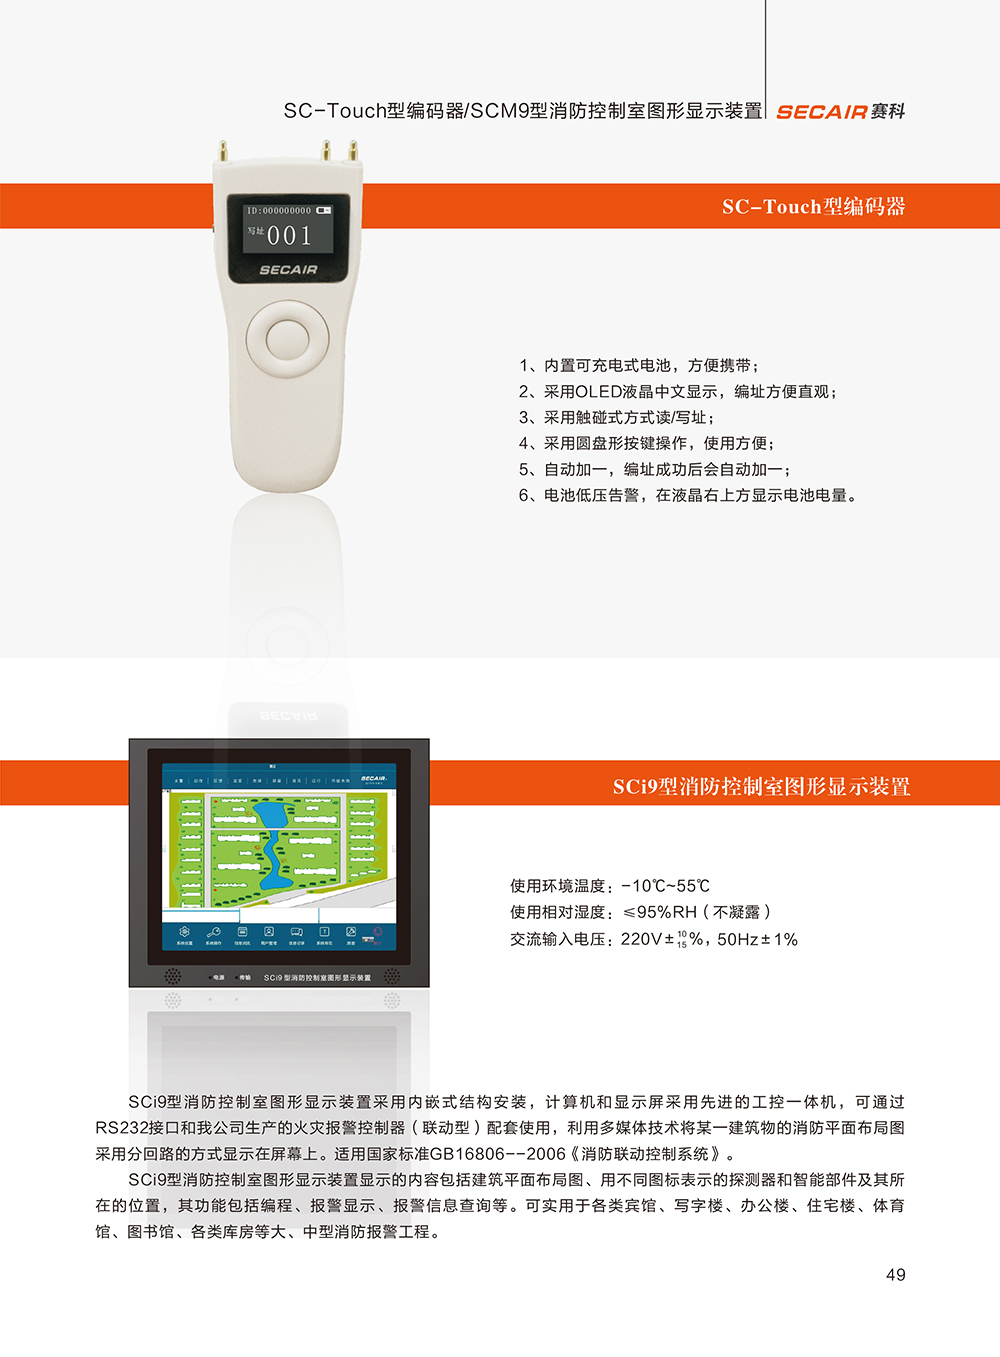 SC-Touch型编码器/SCM9型消防控制室图形显示装置 SECAIR 赛科
SC-Touch型编码器
ID:000000000
写址 001
SECAIR
1、内置可充电式电池，方便携带；
2、采用OLED液晶中文显示，编址方便直观；
3、采用触碰式方式读/写址；
4、采用圆盘形按键操作，使用方便；
5、自动加一，编址成功后会自动加一；
6、电池低压告警，在液晶右上方显示电池电量。
SCi9型消防控制室图形显示装置
SECAIR
电源 传输 SCi9 型消防控制室图形显示装置
使用环境温度：-10℃~55℃
使用相对湿度：≤95%RH（不凝露）
交流输入电压：220V±10 15%，50Hz±1%
SCi9型消防控制室图形显示装置采用内嵌式结构安装，计算机和显示屏采用先进的工控一体机，可通过
RS232接口和我公司生产的火灾报警控制器（联动型）配套使用，利用多媒体技术将某一建筑物的消防平面布局图
采用分回路的方式显示在屏幕上。适用国家标准GB16806--2006《消防联动控制系统》。
SCi9型消防控制室图形显示装置显示的内容包括建筑平面布局图、用不同图标表示的探测器和智能部件及其所
在的位置，其功能包括编程、报警显示、报警信息查询等。可实用于各类宾馆、写字楼、办公楼、住宅楼、体育
馆、图书馆、各类库房等大、中型消防报警工程。
49